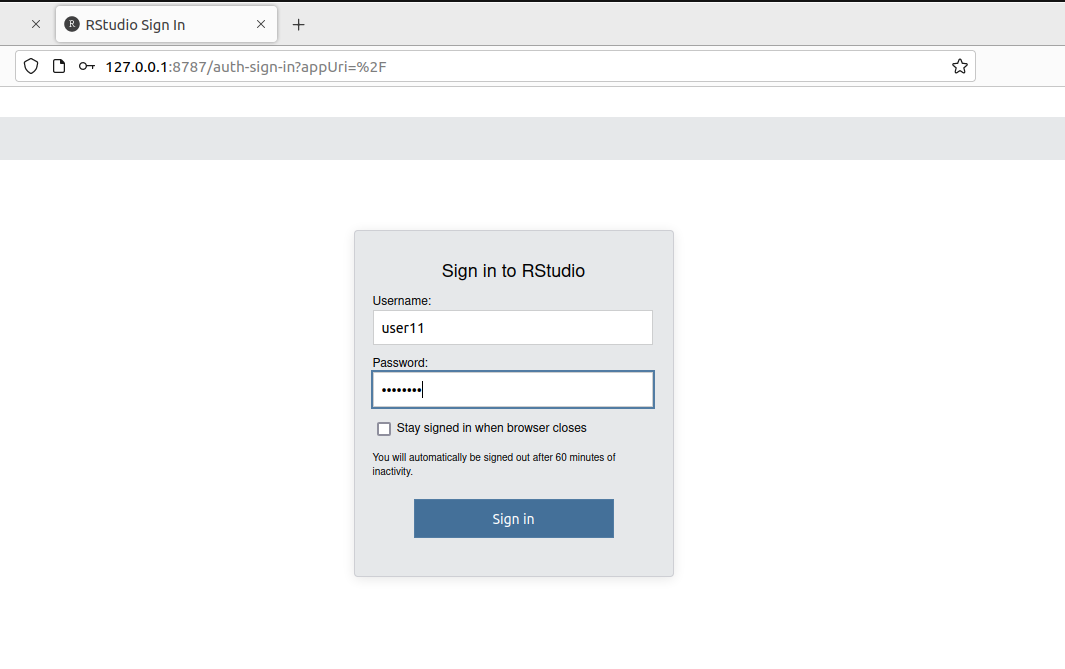 RStudio Sign In
127.0.0.1:8787/auth-sign-in?appUri=%2F
Sign in to RStudio
Username:
user11
Password:
••••••••
Stay signed in when browser closes
You will automatically be signed out after 60 minutes of
inactivity.
Sign in